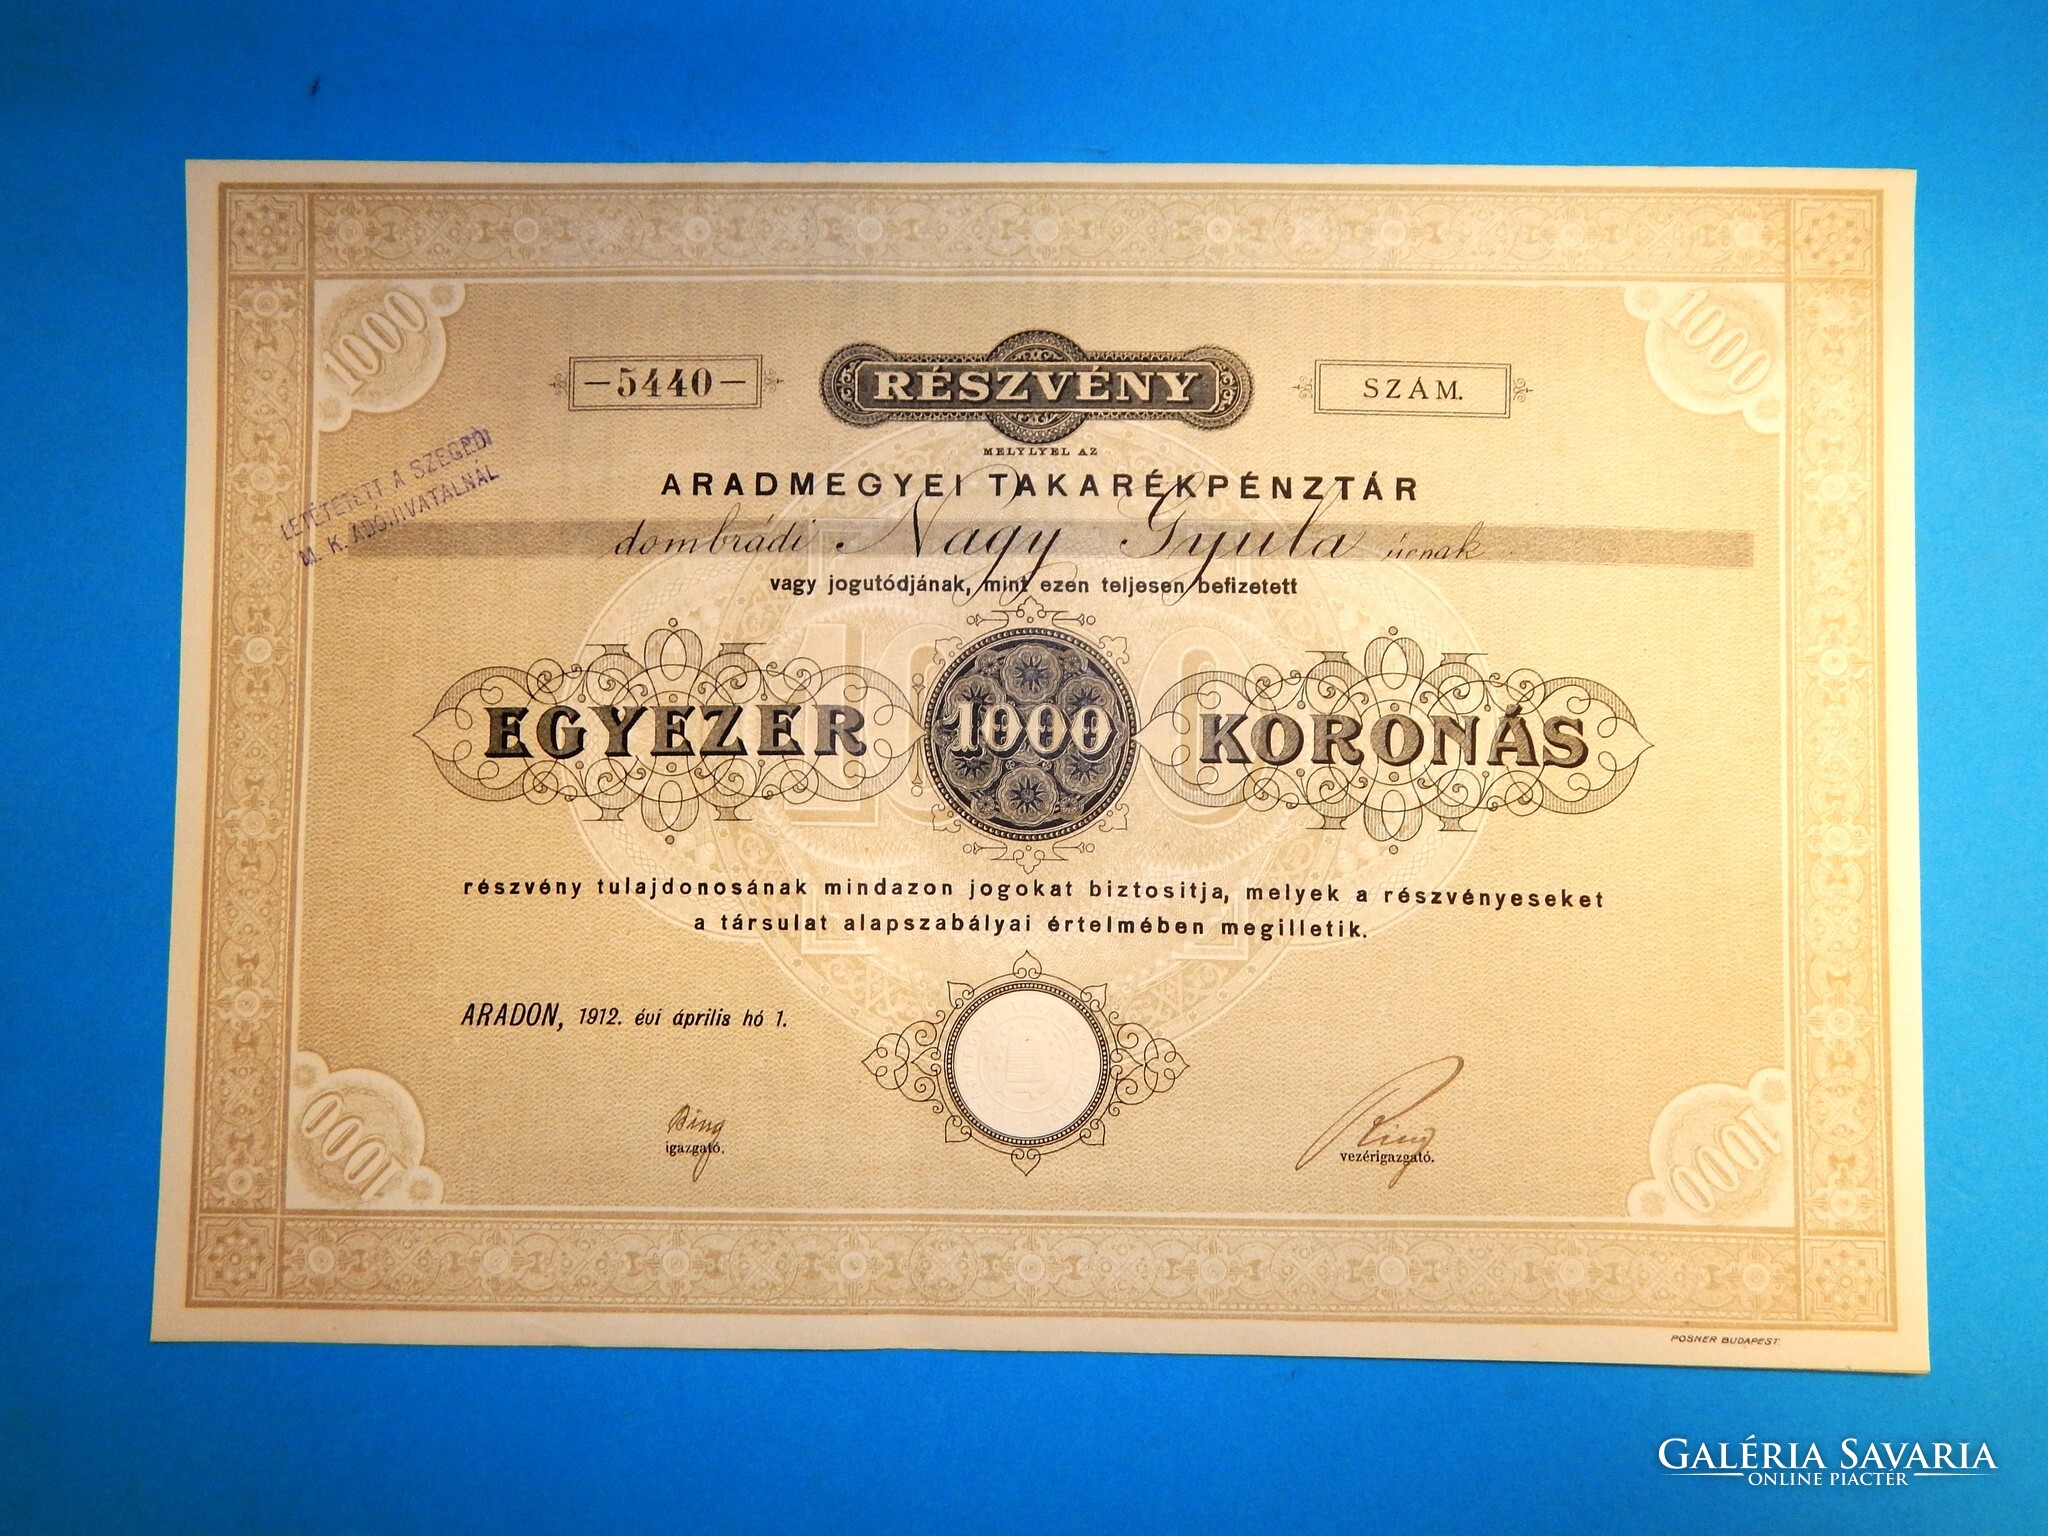 1000
1000
–5440–
RÉSZVÉNY
SZÁM.
LETÉTETETT A SZEGEDI
M. K. ADÓHIVATALNÁL
MELYLYEL AZ
ARADMEGYEI TAKARÉKPÉNZTÁR
dombrádi Nagy Gyula úrnak
vagy jogutódjának, mint ezen teljesen befizetett
EGYEZER 1000 KORONÁS
részvény tulajdonosának mindazon jogokat biztositja, melyek a részvényeseket
a társulat alapszabályai értelmében megilletik.
ARADON, 1912. évi április hó 1.
igazgató.
vezérigazgató.
1000
1000
POSNER BUDAPEST.
GALÉRIA SAVARIA
ONLINE PIACTÉR